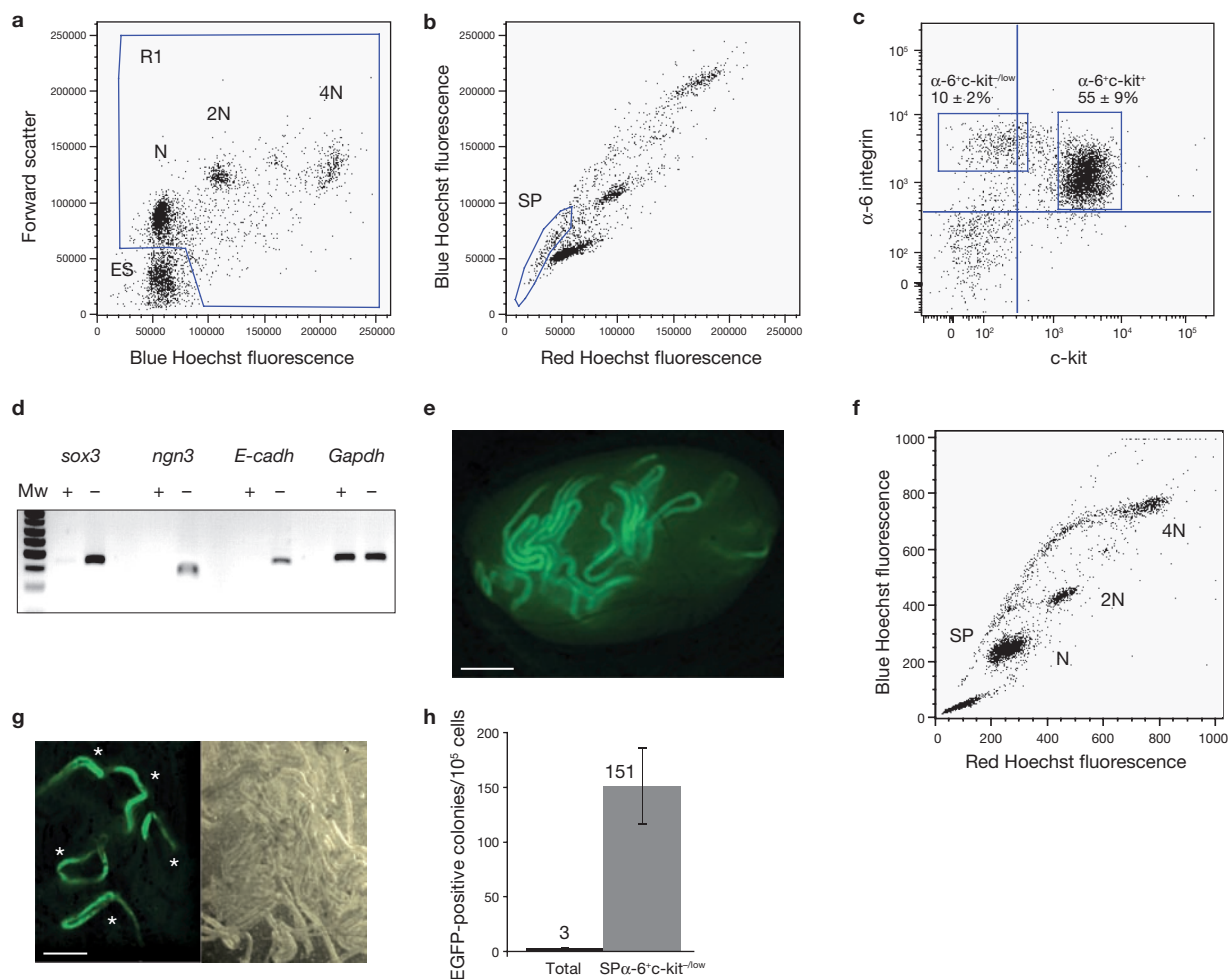 a
250000
200000
150000
100000
50000
0
Forward scatter
R1
N
2N
4N
ES
0 50000 100000 150000 200000 250000
Blue Hoechst fluorescence
b
250000
200000
150000
100000
50000
0
Blue Hoechst fluorescence
SP
0 50000 100000 150000 200000 250000
Red Hoechst fluorescence
c
10⁵
10⁴
10³
10²
0
α-6 integrin
α-6⁺c-kit⁻/low
10 ± 2%
α-6⁺c-kit⁺
55 ± 9%
0 10² 10³ 10⁴ 10⁵
c-kit
d
sox3 ngn3 E-cadh Gapdh
Mw + − + − + − + −
e
f
1000
800
600
400
200
0
Blue Hoechst fluorescence
4N
2N
SP
N
0 200 400 600 800 1000
Red Hoechst fluorescence
g
* * * * *
h
EGFP-positive colonies/10⁵ cells
200
150
100
50
0
3
151
Total SPα-6⁺c-kit⁻/low